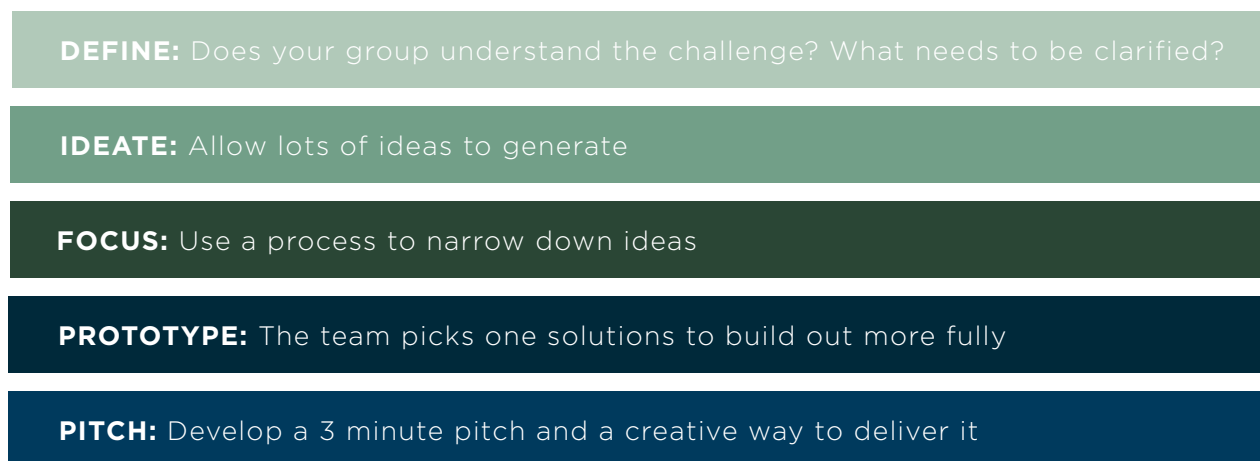 DEFINE: Does your group understand the challenge? What needs to be clarified?
IDEATE: Allow lots of ideas to generate
FOCUS: Use a process to narrow down ideas
PROTOTYPE: The team picks one solutions to build out more fully
PITCH: Develop a 3 minute pitch and a creative way to deliver it